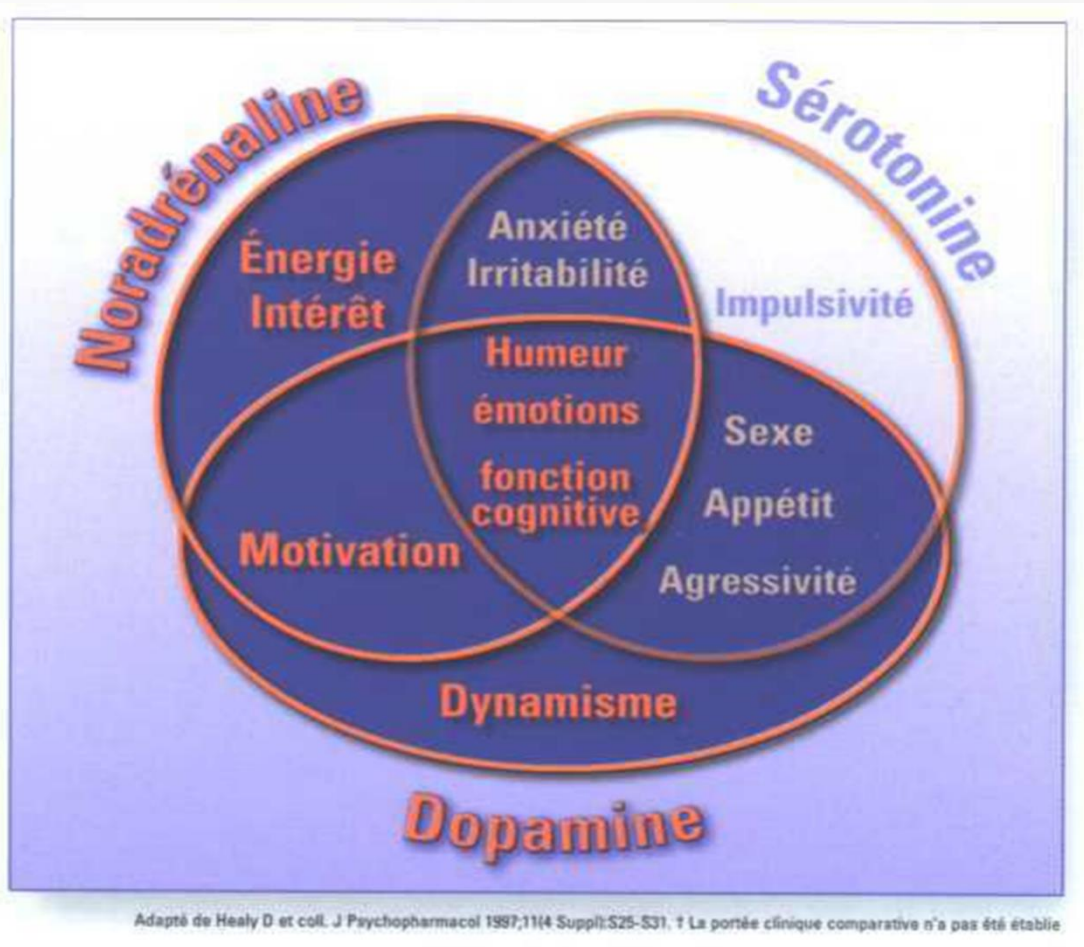 Noradrénaline
Sérotonine
Énergie
Intérêt
Anxiété
Irritabilité
Impulsivité
Humeur
émotions
fonction
cognitive
Sexe
Appétit
Agressivité
Motivation
Dynamisme
Dopamine
Adapté de Healy D et coll. J Psychopharmacol 1997;11(4 Suppl):S25-S31. † La portée clinique comparative n'a pas été établie